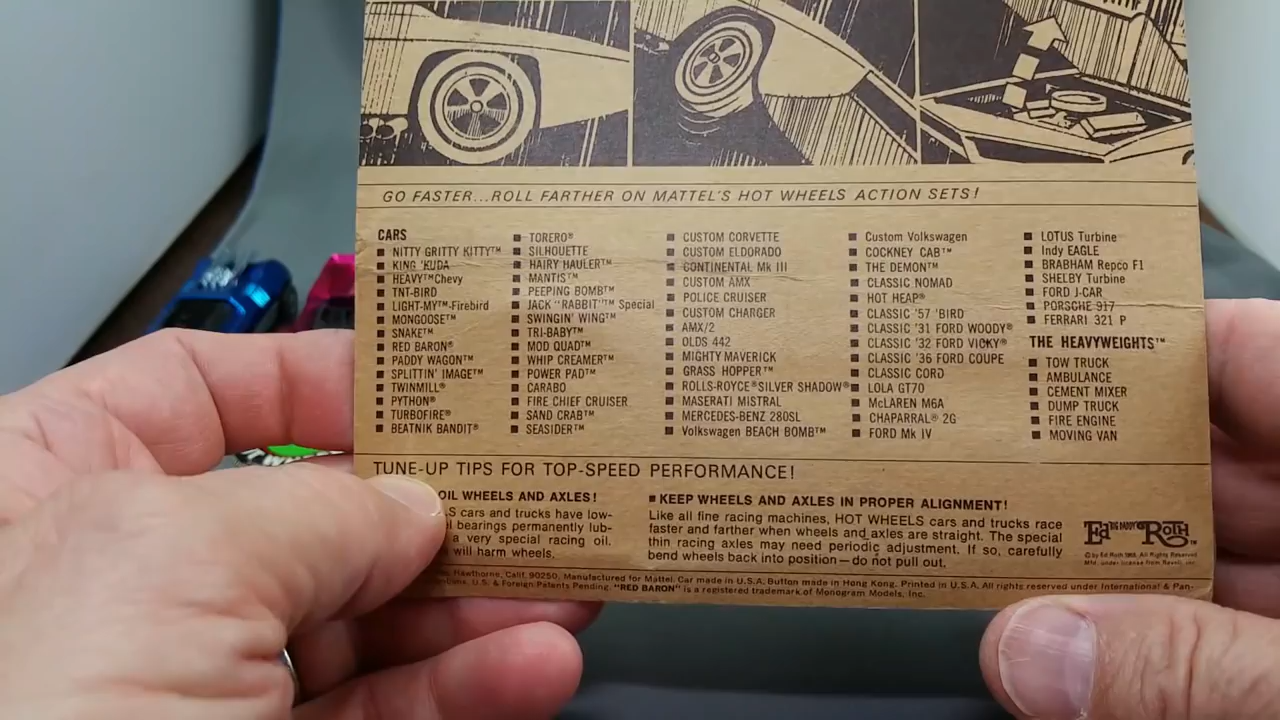 GO FASTER...ROLL FARTHER ON MATTEL'S HOT WHEELS ACTION SETS!
CARS
■ NITTY GRITTY KITTY™
■ KING 'KUDA
■ HEAVY™Chevy
■ TNT-BIRD
■ LIGHT-MY™-Firebird
■ MONGOOSE™
■ SNAKE™
■ RED BARON®
■ PADDY WAGON™
■ SPLITTIN' IMAGE™
■ TWINMILL®
■ PYTHON®
■ TURBOFIRE®
■ BEATNIK BANDIT®
■ TORERO®
■ SILHOUETTE
■ HAIRY HAULER™
■ MANTIS™
■ PEEPING BOMB™
■ JACK "RABBIT"™ Special
■ SWINGIN' WING™
■ TRI-BABY™
■ MOD QUAD™
■ WHIP CREAMER™
■ POWER PAD™
■ CARABO
■ FIRE CHIEF CRUISER
■ SAND CRAB™
■ SEASIDER™
■ CUSTOM CORVETTE
■ CUSTOM ELDORADO
■ CONTINENTAL Mk III
■ CUSTOM AMX
■ POLICE CRUISER
■ CUSTOM CHARGER
■ AMX/2
■ OLDS 442
■ MIGHTY MAVERICK
■ GRASS HOPPER™
■ ROLLS-ROYCE® SILVER SHADOW®
■ MASERATI MISTRAL
■ MERCEDES-BENZ 280SL
■ Volkswagen BEACH BOMB™
■ Custom Volkswagen
■ COCKNEY CAB™
■ THE DEMON™
■ CLASSIC NOMAD
■ HOT HEAP®
■ CLASSIC '57 'BIRD
■ CLASSIC '31 FORD WOODY®
■ CLASSIC '32 FORD VICKY®
■ CLASSIC '36 FORD COUPE
■ CLASSIC CORD
■ LOLA GT70
■ McLAREN M6A
■ CHAPARRAL® 2G
■ FORD Mk IV
■ LOTUS Turbine
■ Indy EAGLE
■ BRABHAM Repco F1
■ SHELBY Turbine
■ FORD J-CAR
■ PORSCHE 917
■ FERRARI 321 P
THE HEAVYWEIGHTS™
■ TOW TRUCK
■ AMBULANCE
■ CEMENT MIXER
■ DUMP TRUCK
■ FIRE ENGINE
■ MOVING VAN
TUNE-UP TIPS FOR TOP-SPEED PERFORMANCE!
OIL WHEELS AND AXLES!
S cars and trucks have low-
bearings permanently lub-
a very special racing oil.
will harm wheels.
■ KEEP WHEELS AND AXLES IN PROPER ALIGNMENT!
Like all fine racing machines, HOT WHEELS cars and trucks race
faster and farther when wheels and axles are straight. The special
thin racing axles may need periodic adjustment. If so, carefully
bend wheels back into position—do not pull out.
Ed "BIG DADDY" Roth™
© by Ed Roth All Rights Reserved
Mfd. under license from Revell, Inc.
Hawthorne, Calif. 90250. Manufactured for Mattel. Car made in U.S.A. Button made in Hong Kong. Printed in U.S.A. All rights reserved under International & Pan-
U.S. & Foreign Patents Pending. "RED BARON" is a registered trademark of Monogram Models, Inc.